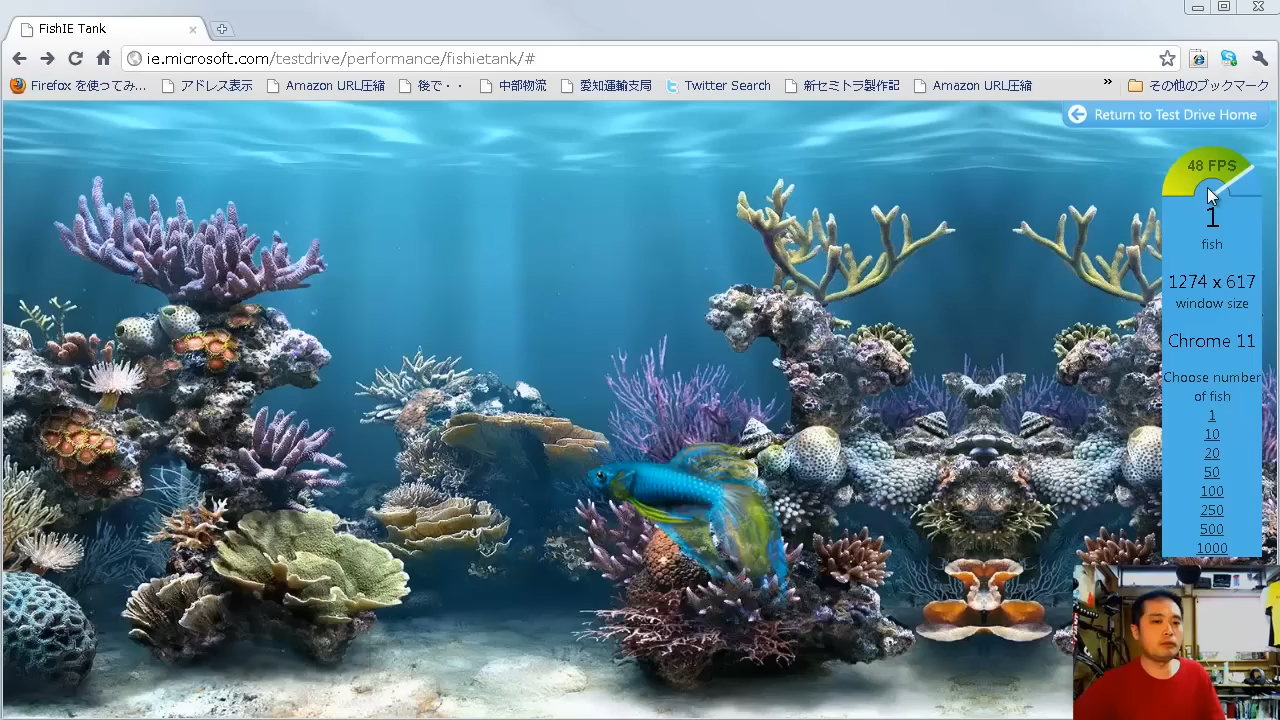 FishIE Tank
ie.microsoft.com/testdrive/performance/fishietank/#
Firefox を使ってみ...
アドレス表示
Amazon URL圧縮
後で・・
中部物流
愛知運輸支局
Twitter Search
新セミトラ製作記
Amazon URL圧縮
»
その他のブックマーク
Return to Test Drive Home
48 FPS
1
fish
1274 x 617
window size
Chrome 11
Choose number
of fish
1
10
20
50
100
250
500
1000